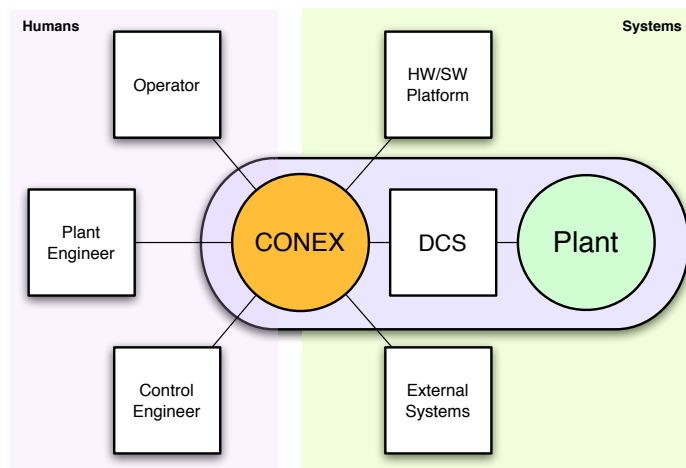 Humans
Systems
Operator
HW/SW
Platform
Plant
Engineer
CONEX
DCS
Plant
Control
Engineer
External
Systems